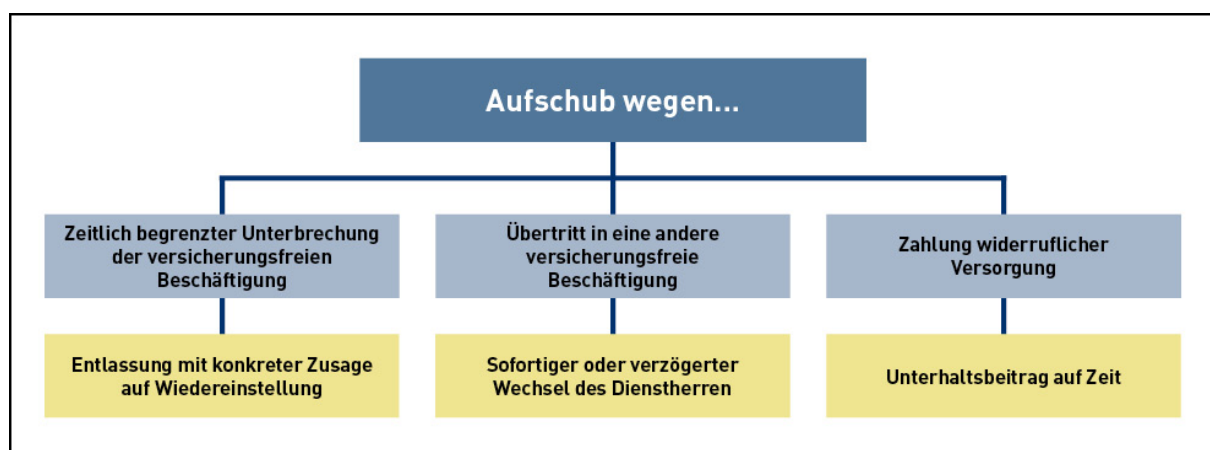 Aufschub wegen...
Zeitlich begrenzter Unterbrechung
der versicherungsfreien
Beschäftigung
Übertritt in eine andere
versicherungsfreie
Beschäftigung
Zahlung widerruflicher
Versorgung
Entlassung mit konkreter Zusage
auf Wiedereinstellung
Sofortiger oder verzögerter
Wechsel des Dienstherren
Unterhaltsbeitrag auf Zeit